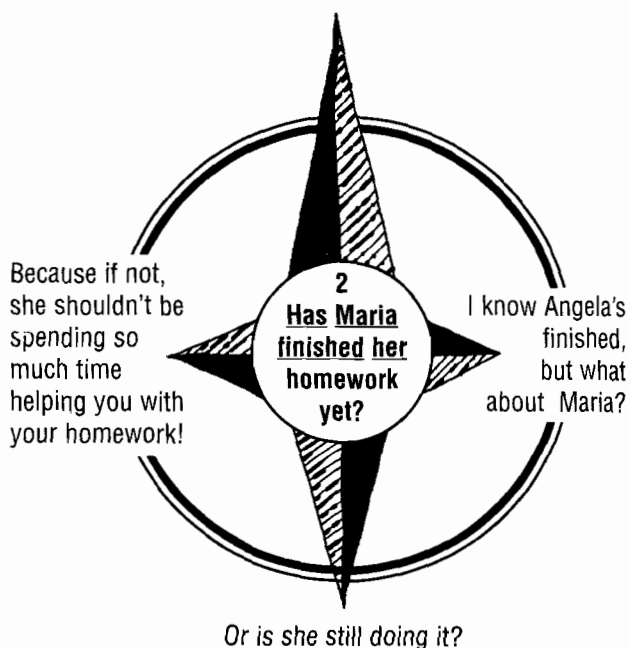 Because if not,
she shouldn't be
spending so
much time
helping you with
your homework!
2
Has Maria
finished her
homework
yet?
I know Angela's
finished,
but what
about Maria?
Or is she still doing it?